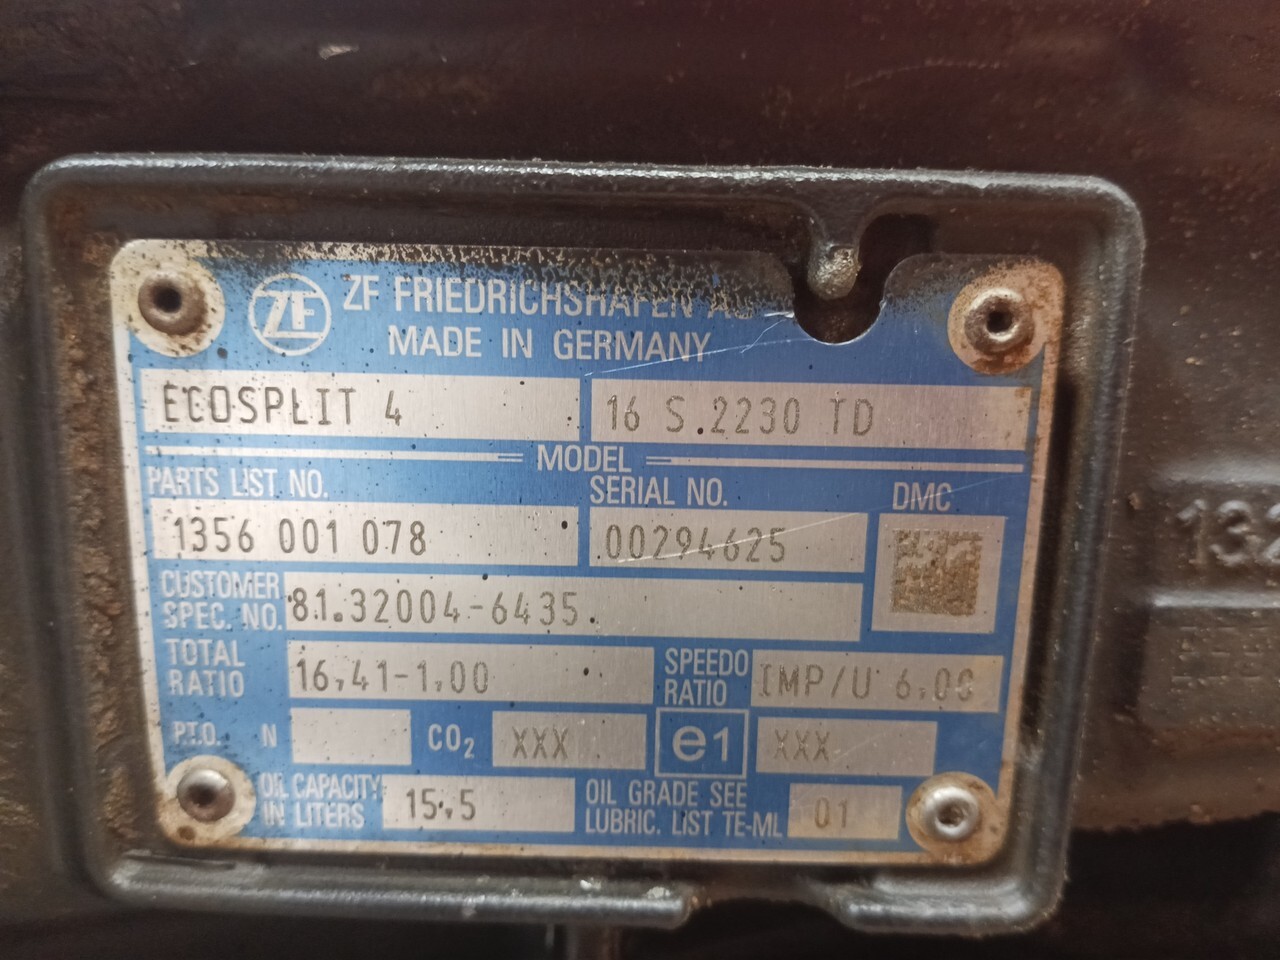 ZF
ZF FRIEDRICHSHAFEN A
MADE IN GERMANY
ECOSPLIT 4 16 S 2230 TD
MODEL
PARTS LIST NO. SERIAL NO. DMC
1356 001 078 00294625
CUSTOMER SPEC. NO. 81.32004-6435.
TOTAL RATIO 16,41-1,00 SPEEDO RATIO IMP/U 6,00
P.T.O. N CO2 XXX e1 XXX
OIL CAPACITY IN LITERS 15,5 OIL GRADE SEE LUBRIC. LIST TE-ML 01
132